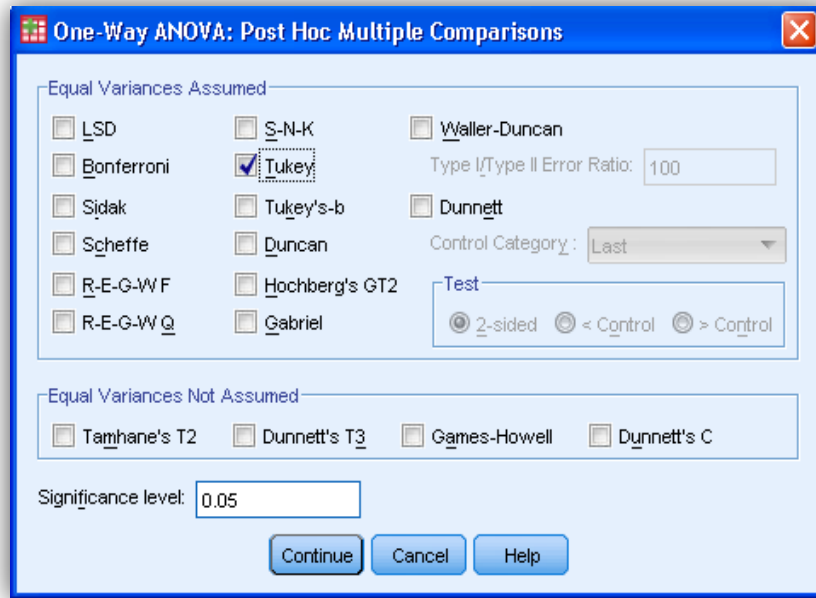 One-Way ANOVA: Post Hoc Multiple Comparisons
Equal Variances Assumed
LSD
S-N-K
Waller-Duncan
Bonferroni
Tukey
Type I/Type II Error Ratio: 100
Sidak
Tukey's-b
Dunnett
Scheffe
Duncan
Control Category : Last
R-E-G-W F
Hochberg's GT2
Test
R-E-G-W Q
Gabriel
2-sided < Control > Control
Equal Variances Not Assumed
Tamhane's T2
Dunnett's T3
Games-Howell
Dunnett's C
Significance level: 0.05
Continue
Cancel
Help